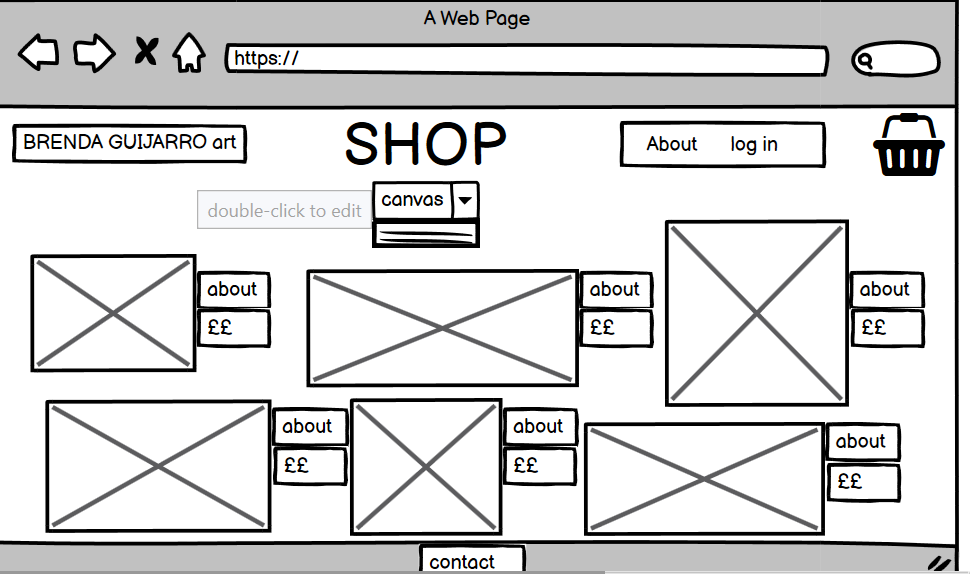 A Web Page
https://
BRENDA GUIJARRO art
SHOP
About log in
double-click to edit
canvas
about
££
about
££
about
££
about
££
about
££
about
££
contact